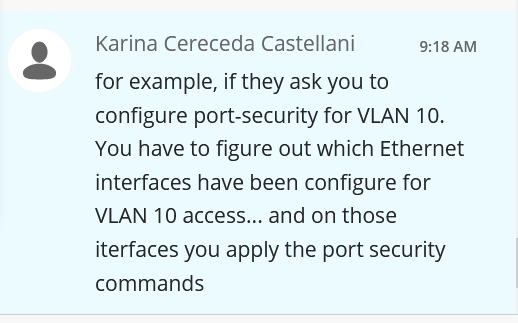 Karina Cereceda Castellani
9:18 AM
for example, if they ask you to
configure port-security for VLAN 10.
You have to figure out which Ethernet
interfaces have been configure for
VLAN 10 access... and on those
iterfaces you apply the port security
commands